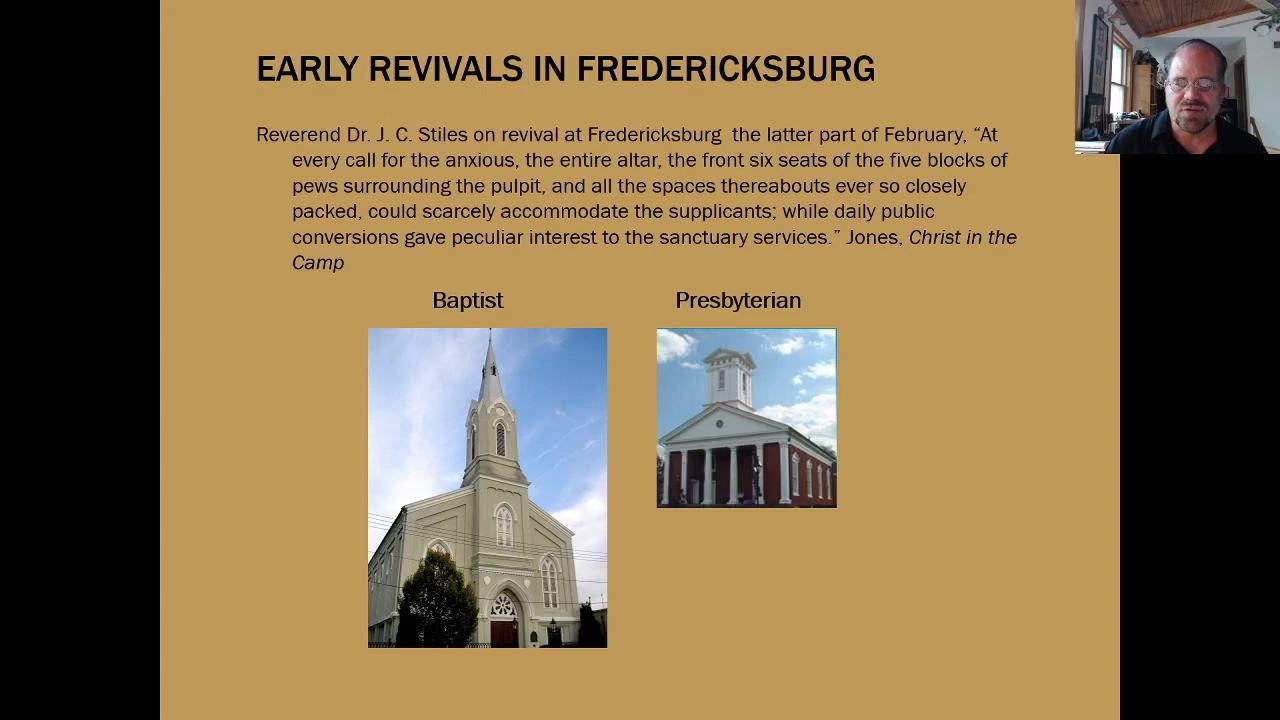 EARLY REVIVALS IN FREDERICKSBURG
Reverend Dr. J. C. Stiles on revival at Fredericksburg the latter part of February, “At
every call for the anxious, the entire altar, the front six seats of the five blocks of
pews surrounding the pulpit, and all the spaces thereabouts ever so closely
packed, could scarcely accommodate the supplicants; while daily public
conversions gave peculiar interest to the sanctuary services.” Jones, Christ in the
Camp
Baptist
Presbyterian